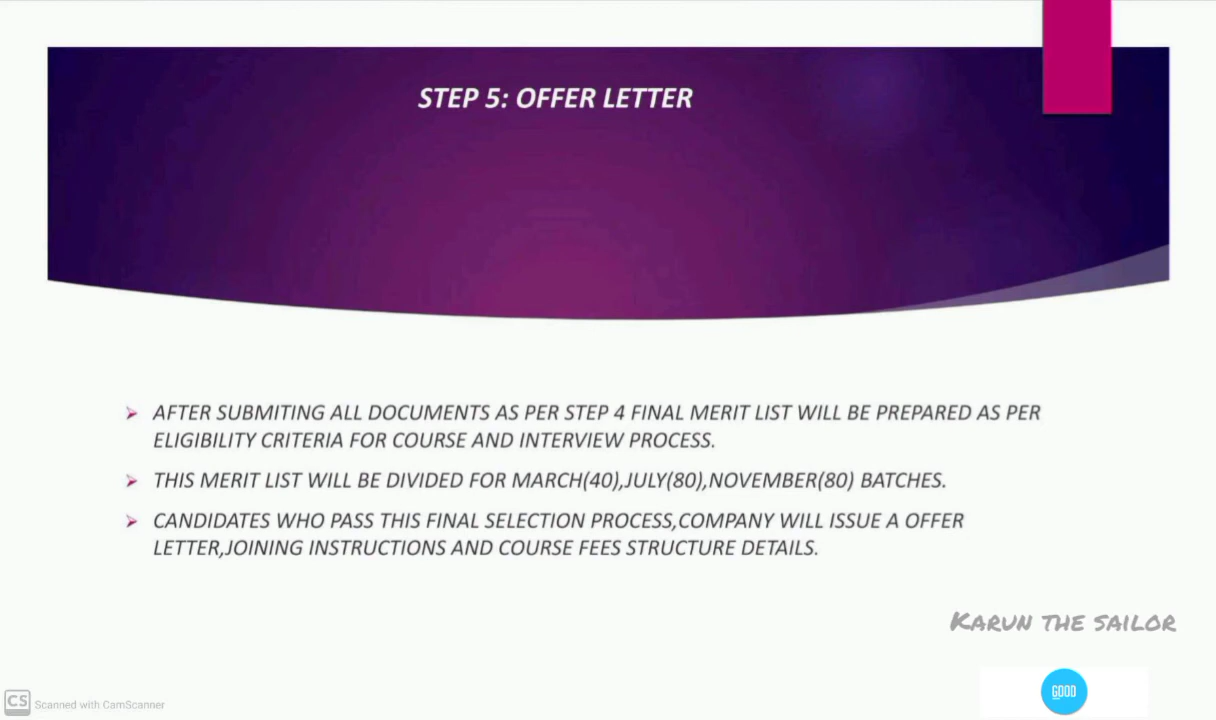 STEP 5: OFFER LETTER
AFTER SUBMITING ALL DOCUMENTS AS PER STEP 4 FINAL MERIT LIST WILL BE PREPARED AS PER
ELIGIBILITY CRITERIA FOR COURSE AND INTERVIEW PROCESS.
THIS MERIT LIST WILL BE DIVIDED FOR MARCH(40),JULY(80),NOVEMBER(80) BATCHES.
CANDIDATES WHO PASS THIS FINAL SELECTION PROCESS,COMPANY WILL ISSUE A OFFER
LETTER,JOINING INSTRUCTIONS AND COURSE FEES STRUCTURE DETAILS.
KARUN THE SAILOR
GOOD
CS Scanned with CamScanner